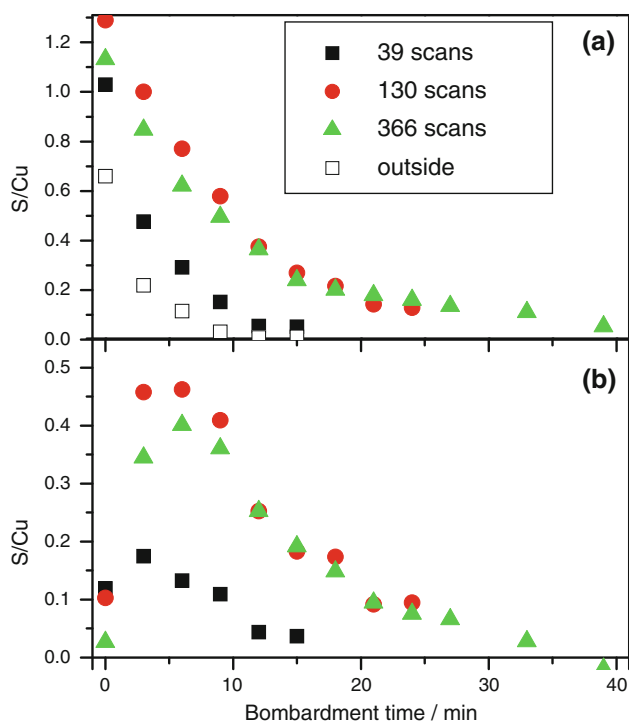 1.2
1.0
0.8
0.6
0.4
0.2
0.0
S/Cu
(a)
39 scans
130 scans
366 scans
outside
0.5
0.4
0.3
0.2
0.1
0.0
S/Cu
(b)
0 10 20 30 40
Bombardment time / min